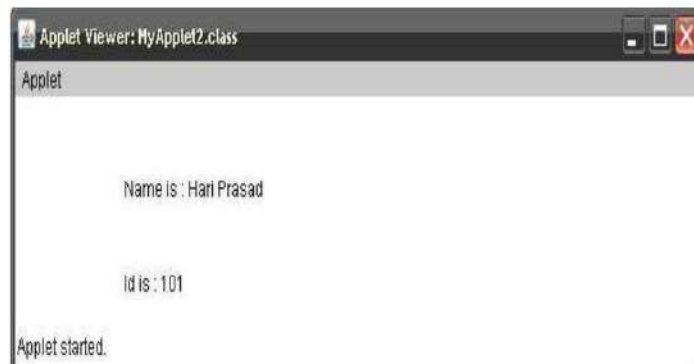 Applet Viewer: MyApplet2.class
Applet
Name is : Hari Prasad
Id is : 101
Applet started.